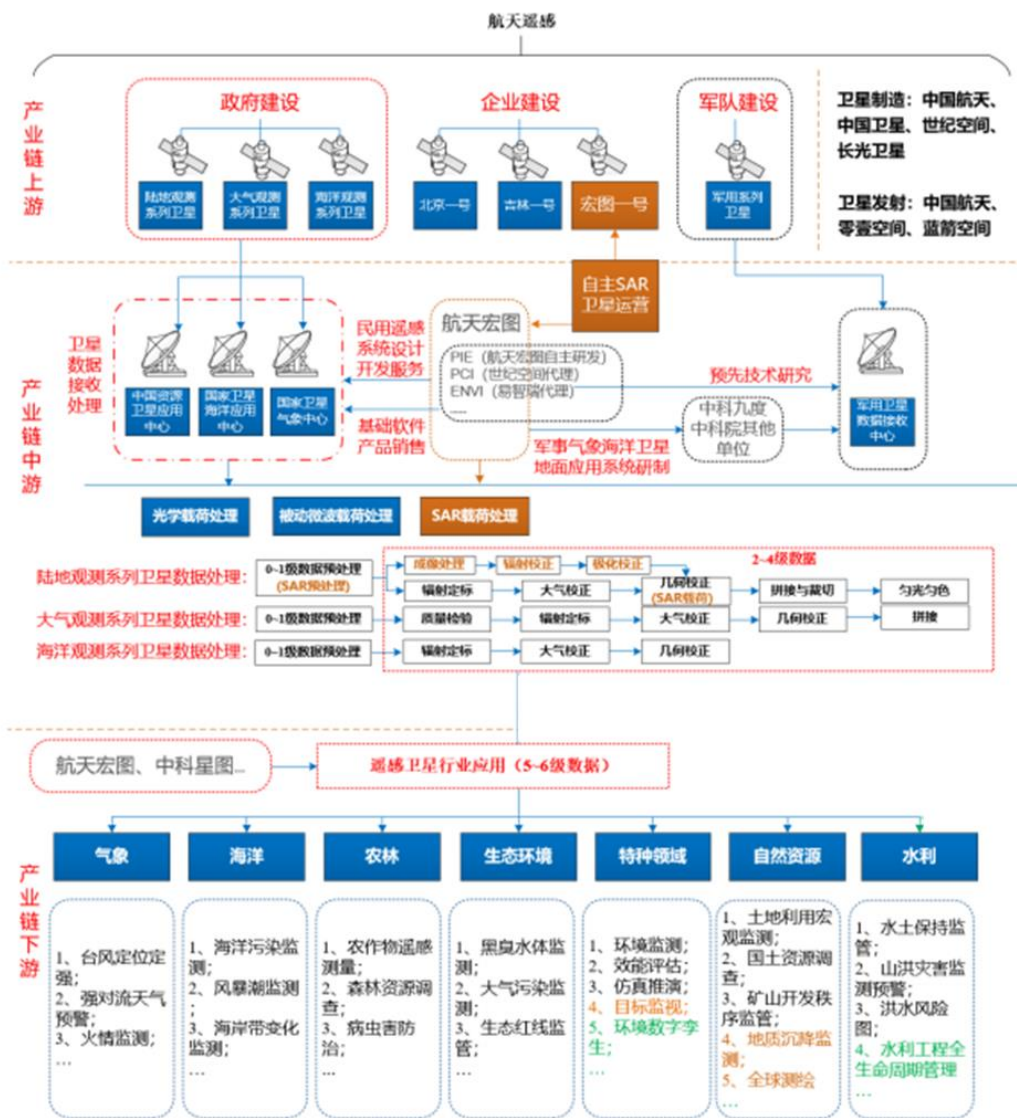 航天遥感
产业链上游
政府建设
企业建设
军队建设
陆地观测
系列卫星
大气观测
系列卫星
海洋观测
系列卫星
北京一号
吉林一号
宏图一号
军用系列
卫星
卫星制造：中国航天、
中国卫星、世纪空间、
长光卫星
卫星发射：中国航天、
零壹空间、蓝箭空间
产业链中游
卫星
数据
接收
处理
中国资源
卫星应用
中心
国家卫星
海洋应用
中心
国家卫星
气象中心
民用遥感
系统设计
开发服务
基础软件
产品销售
航天宏图
PIE（航天宏图自主研发）
PCI（世纪空间代理）
ENVI（易智瑞代理）
......
自主SAR
卫星运营
预先技术研究
中科九度
中科院其他
单位
军事气象海洋卫星
地面应用系统研制
军用卫星
数据接收
中心
光学载荷处理
被动微波载荷处理
SAR载荷处理
2~4级数据
陆地观测系列卫星数据处理：
0~1级数据预处理
(SAR预处理)
成像处理
辐射校正
极化校正
辐射定标
大气校正
几何校正
(SAR载荷)
拼接与裁切
匀光匀色
大气观测系列卫星数据处理：
0~1级数据预处理
质量检验
辐射定标
大气校正
几何校正
拼接
海洋观测系列卫星数据处理：
0~1级数据预处理
辐射定标
大气校正
几何校正
产业链下游
航天宏图、中科星图...
遥感卫星行业应用（5~6级数据）
气象
海洋
农林
生态环境
特种领域
自然资源
水利
1、台风定位定
强；
2、强对流天气
预警；
3、火情监测；
…
1、海洋污染监
测；
2、风暴潮监测；
3、海岸带变化
监测；
…
1、农作物遥感
测量；
2、森林资源调
查；
3、病虫害防
治；
…
1、黑臭水体监
测；
2、大气污染监
测；
3、生态红线监
管；
…
1、环境监测；
2、效能评估；
3、仿真推演；
4、目标监视；
5、环境数字孪
生；
…
1、土地利用宏
观监测；
2、国土资源调
查；
3、矿山开发秩
序监管；
4、地质沉降监
测；
5、全球测绘
…
1、水土保持监
管；
2、山洪灾害监
测预警；
3、洪水风险
图；
4、水利工程全
生命周期管理
…